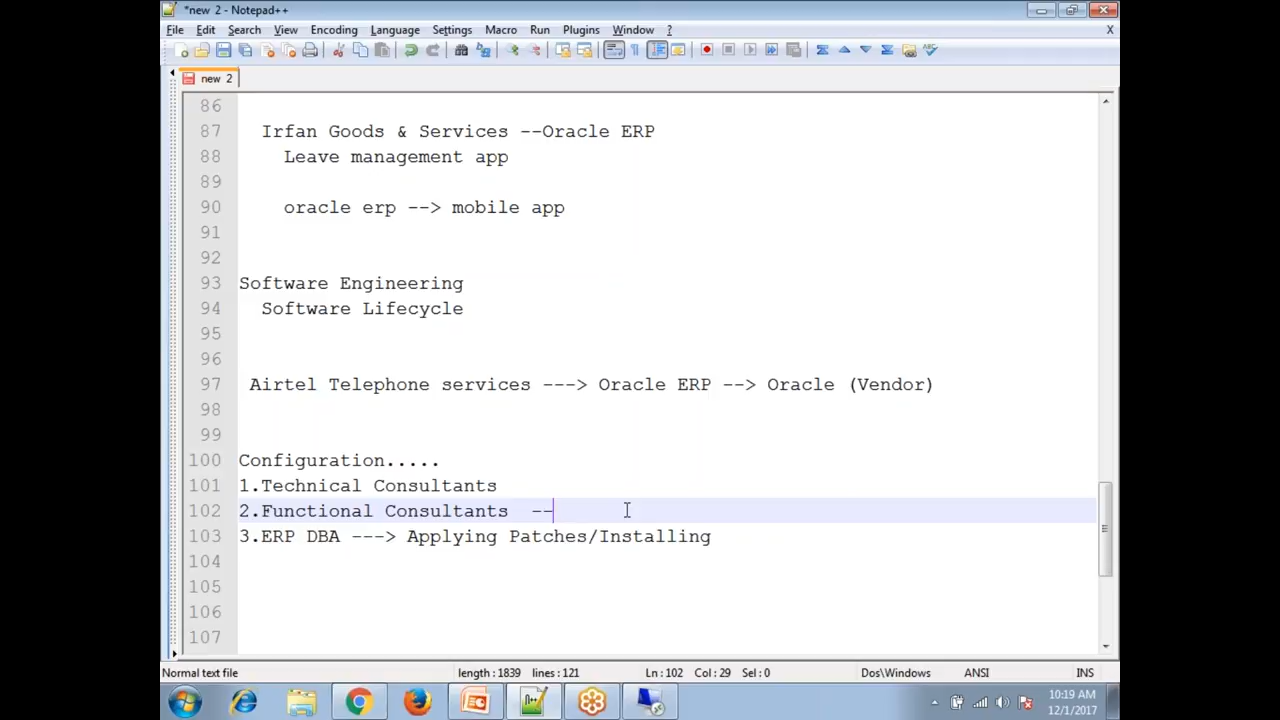 *new 2 - Notepad++
File Edit Search View Encoding Language Settings Macro Run Plugins Window ? X
new 2
86
87 Irfan Goods & Services --Oracle ERP
88 Leave management app
89
90 oracle erp --> mobile app
91
92
93 Software Engineering
94 Software Lifecycle
95
96
97 Airtel Telephone services ---> Oracle ERP --> Oracle (Vendor)
98
99
100 Configuration.....
101 1.Technical Consultants
102 2.Functional Consultants --
103 3.ERP DBA ---> Applying Patches/Installing
104
105
106
107
Normal text file length : 1839 lines : 121 Ln : 102 Col : 29 Sel : 0 Dos\Windows ANSI INS
10:19 AM
12/1/2017